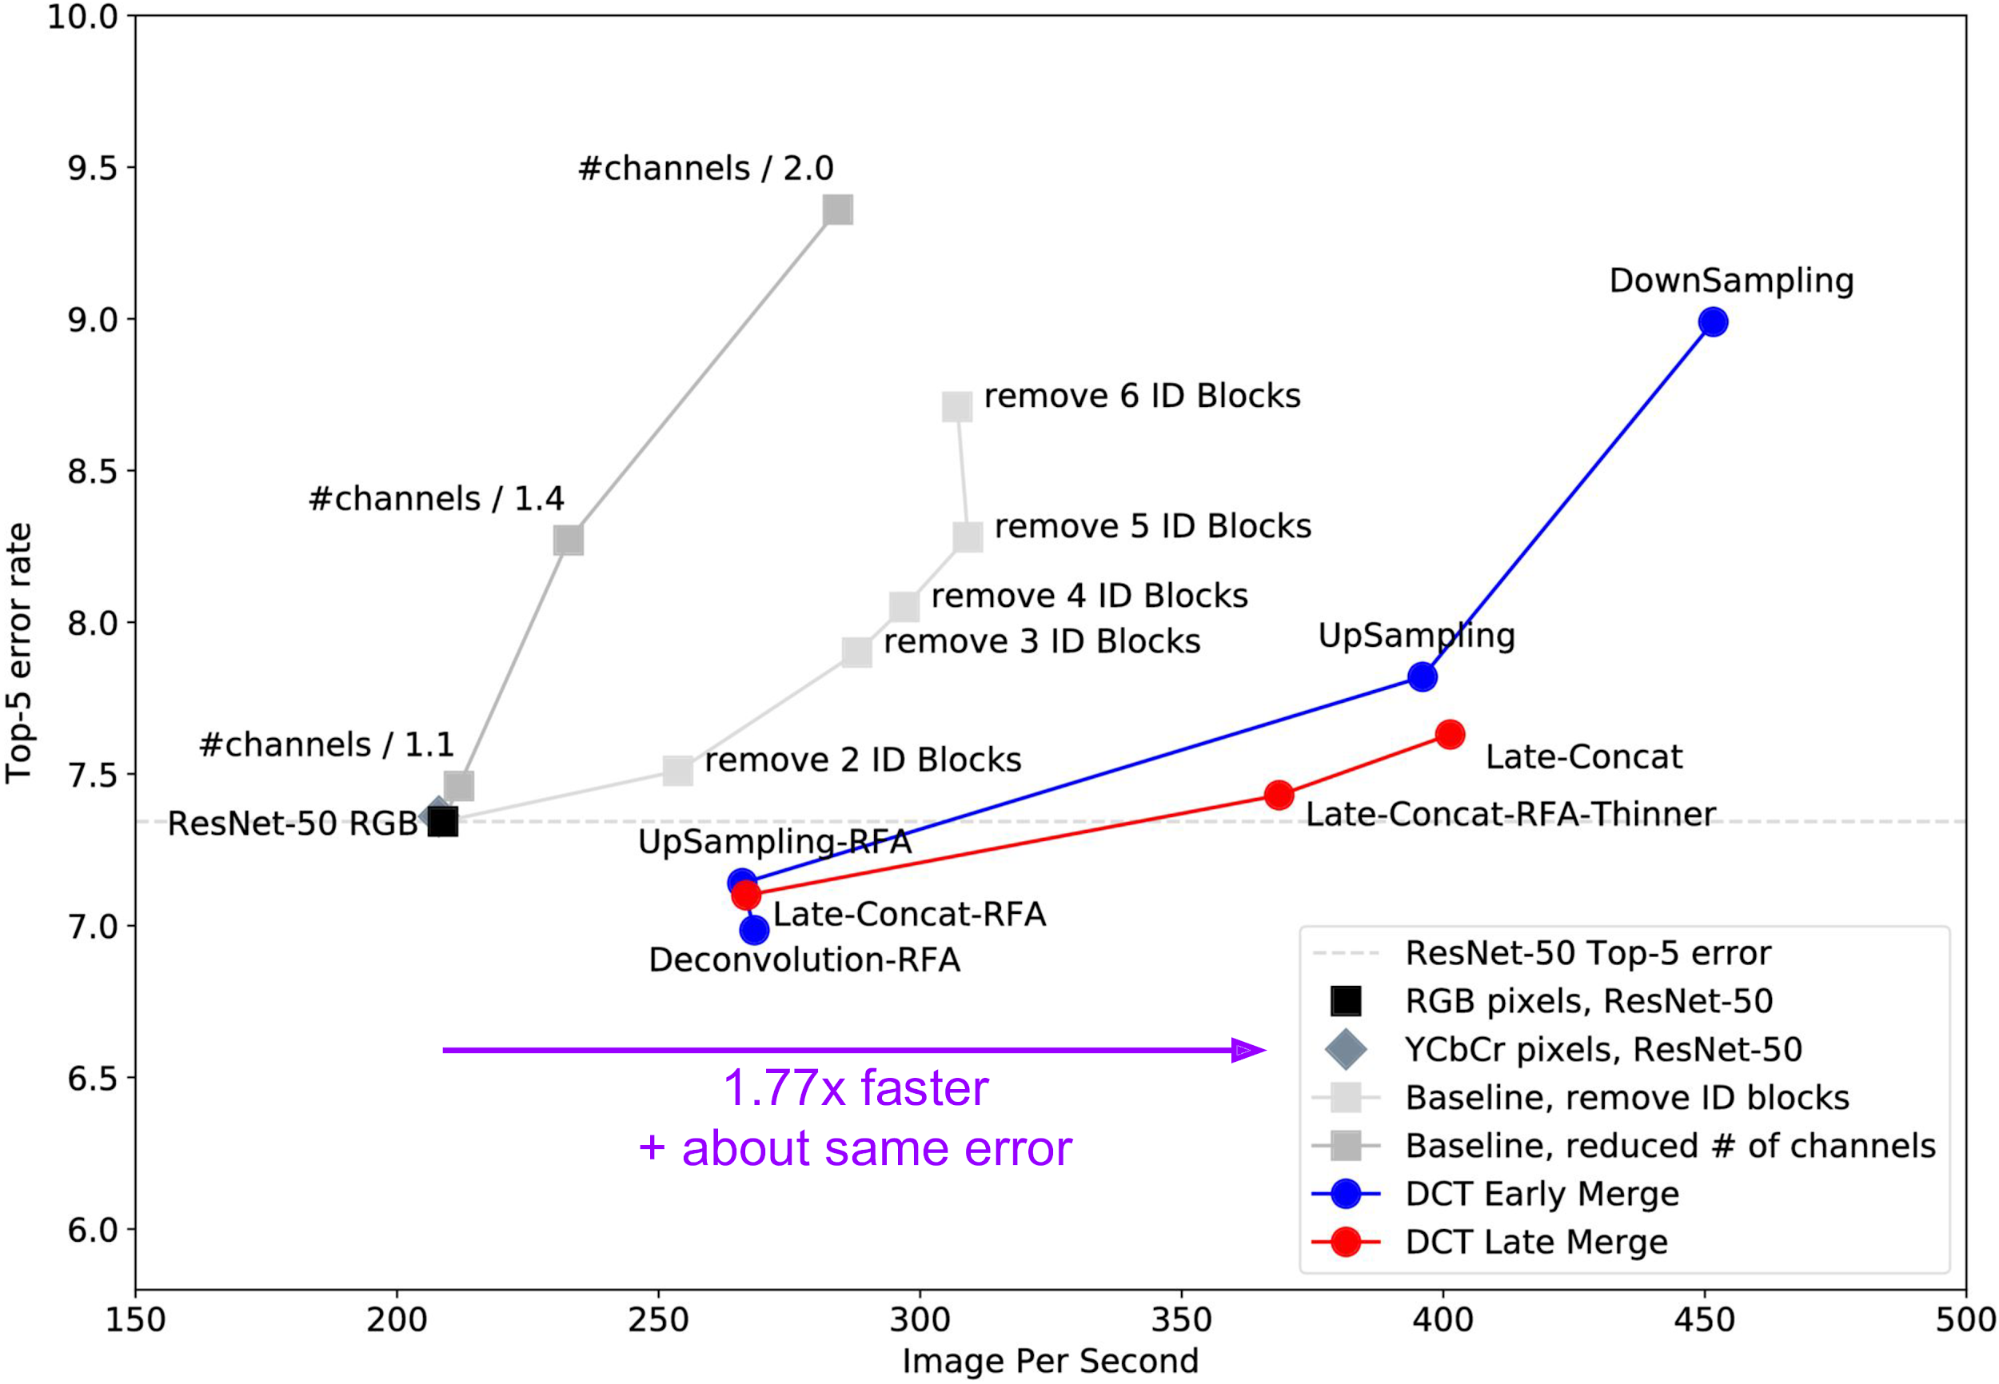 10.0
9.5
9.0
8.5
8.0
7.5
7.0
6.5
6.0
Top-5 error rate
#channels / 2.0
DownSampling
remove 6 ID Blocks
#channels / 1.4
remove 5 ID Blocks
remove 4 ID Blocks
remove 3 ID Blocks
UpSampling
#channels / 1.1
remove 2 ID Blocks
Late-Concat
ResNet-50 RGB
Late-Concat-RFA-Thinner
UpSampling-RFA
Late-Concat-RFA
Deconvolution-RFA
1.77x faster
+ about same error
ResNet-50 Top-5 error
RGB pixels, ResNet-50
YCbCr pixels, ResNet-50
Baseline, remove ID blocks
Baseline, reduced # of channels
DCT Early Merge
DCT Late Merge
150 200 250 300 350 400 450 500
Image Per Second